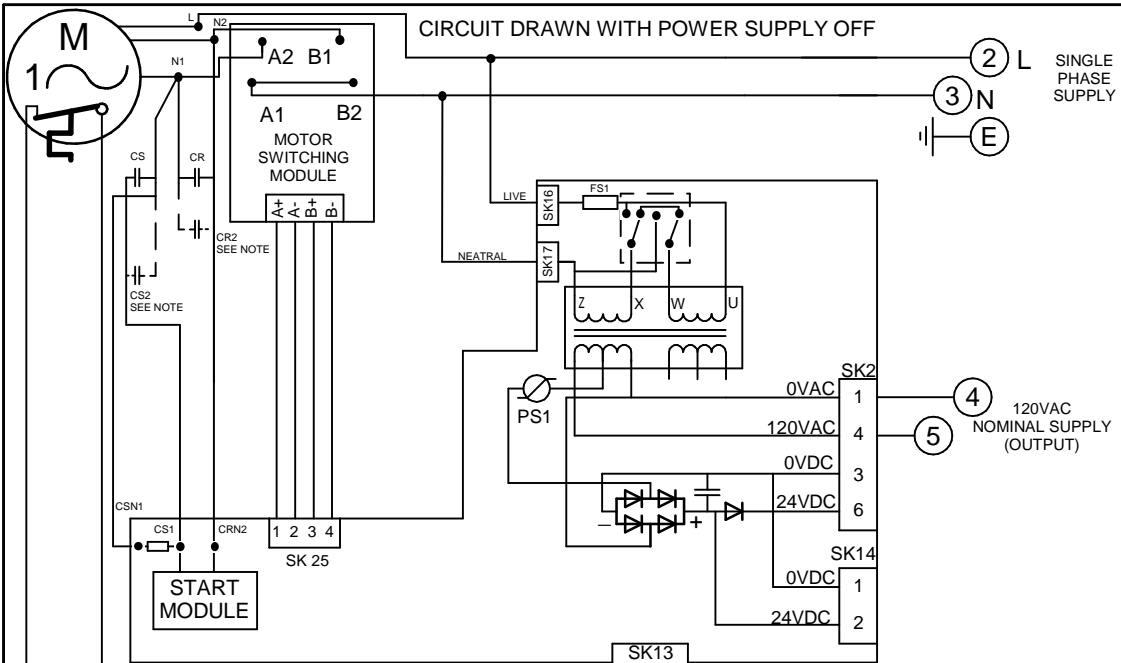 CIRCUIT DRAWN WITH POWER SUPPLY OFF
M
1
L
N2
N1
A2 B1
A1 B2
MOTOR
SWITCHING
MODULE
A+ A- B+ B-
2 L
3 N
E
SINGLE
PHASE
SUPPLY
CS
CR
CR2
SEE NOTE
CS2
SEE NOTE
LIVE
SK16
FS1
NEATRAL
SK17
Z X W U
PS1
SK2
0VAC 1
120VAC 4
0VDC 3
24VDC 6
4
5
120VAC
NOMINAL SUPPLY
(OUTPUT)
– +
SK14
0VDC 1
24VDC 2
CSN1
CS1
CRN2
1 2 3 4
SK 25
START
MODULE
SK13